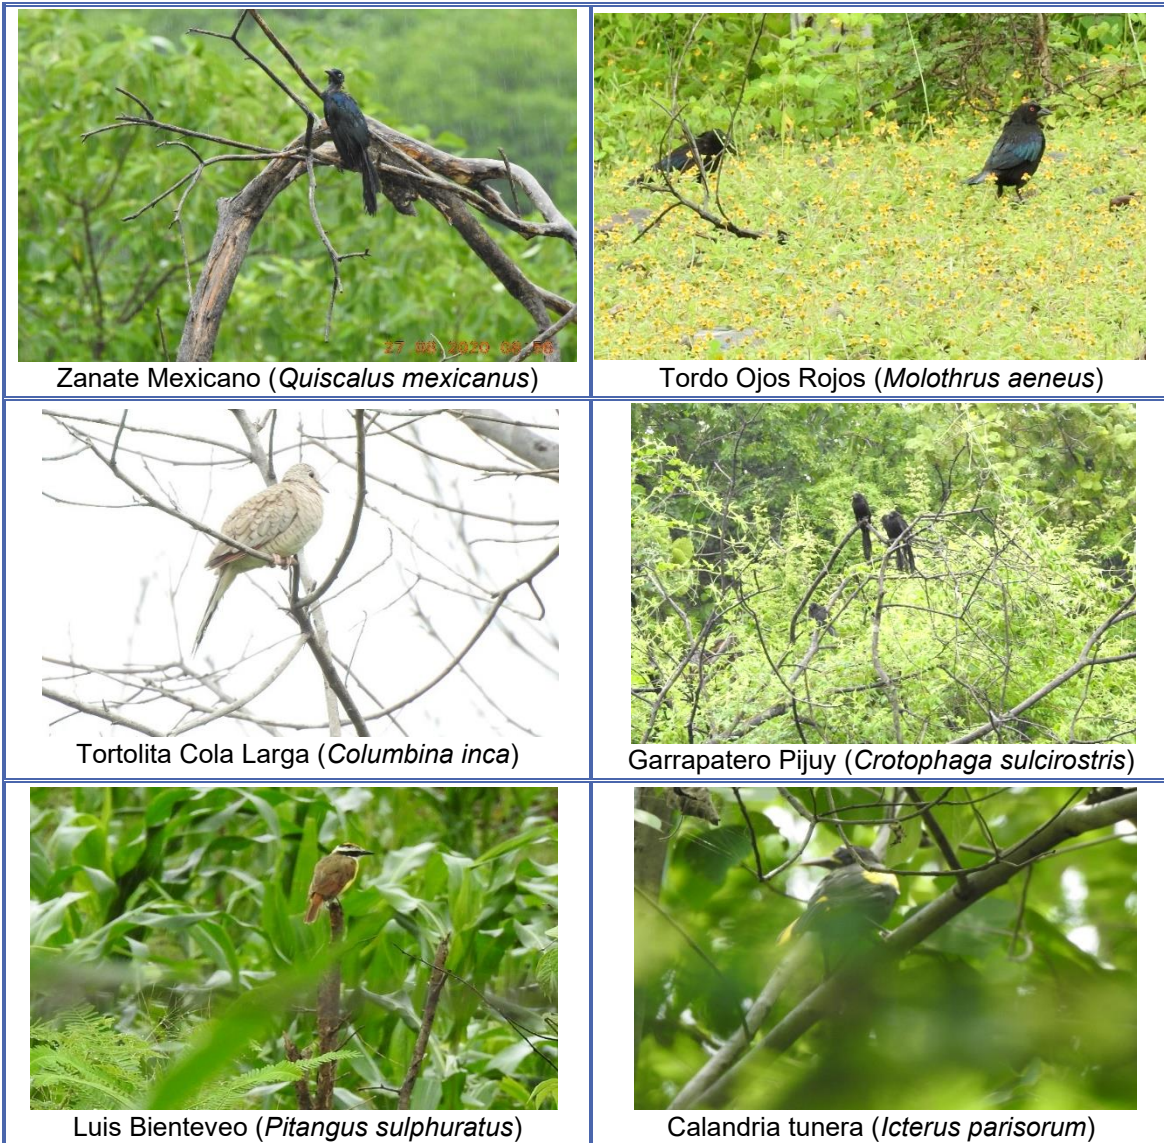 Zanate Mexicano (Quiscalus mexicanus)
Tordo Ojos Rojos (Molothrus aeneus)
Tortolita Cola Larga (Columbina inca)
Garrapatero Pijuy (Crotophaga sulcirostris)
Luis Bienteveo (Pitangus sulphuratus)
Calandria tunera (Icterus parisorum)